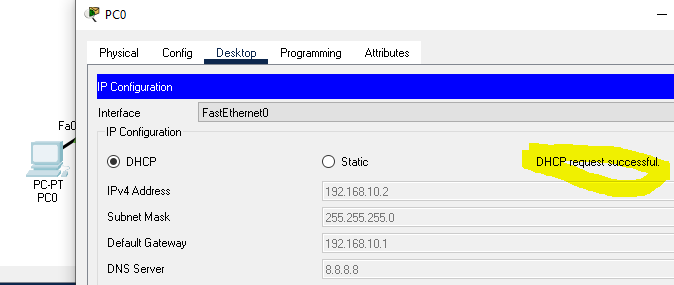 PC0
Physical Config Desktop Programming Attributes
IP Configuration
Interface FastEthernet0
IP Configuration
DHCP Static DHCP request successful.
IPv4 Address 192.168.10.2
Subnet Mask 255.255.255.0
Default Gateway 192.168.10.1
DNS Server 8.8.8.8
Fa0
PC-PT
PC0